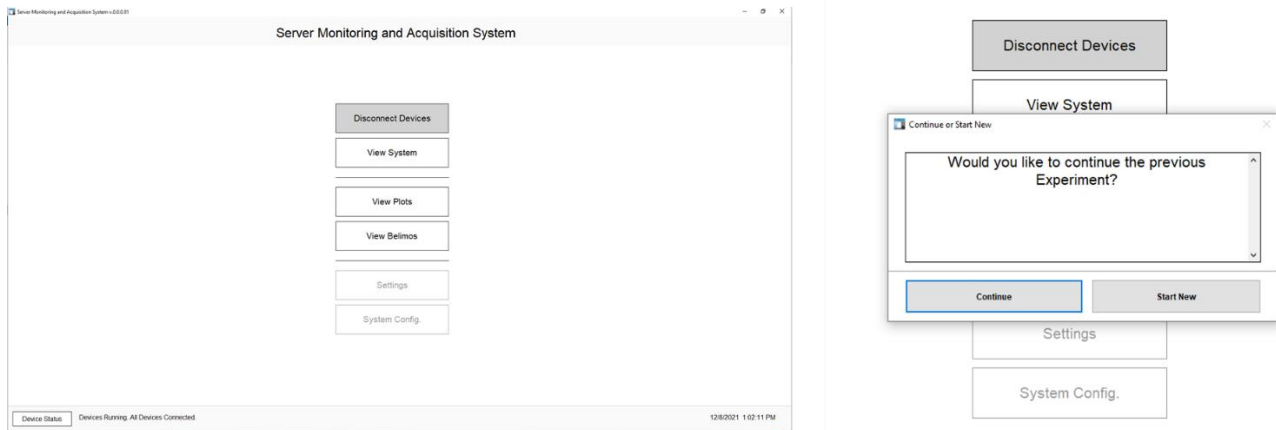 Server Monitoring and Acquisition System v.0.0.0.81
Server Monitoring and Acquisition System
Disconnect Devices
View System
View Plots
View Belimos
Settings
System Config.
Device Status
Devices Running. All Devices Connected.
12/8/2021 1:02:11 PM
Disconnect Devices
View System
Continue or Start New
Would you like to continue the previous
Experiment?
Continue
Start New
Settings
System Config.